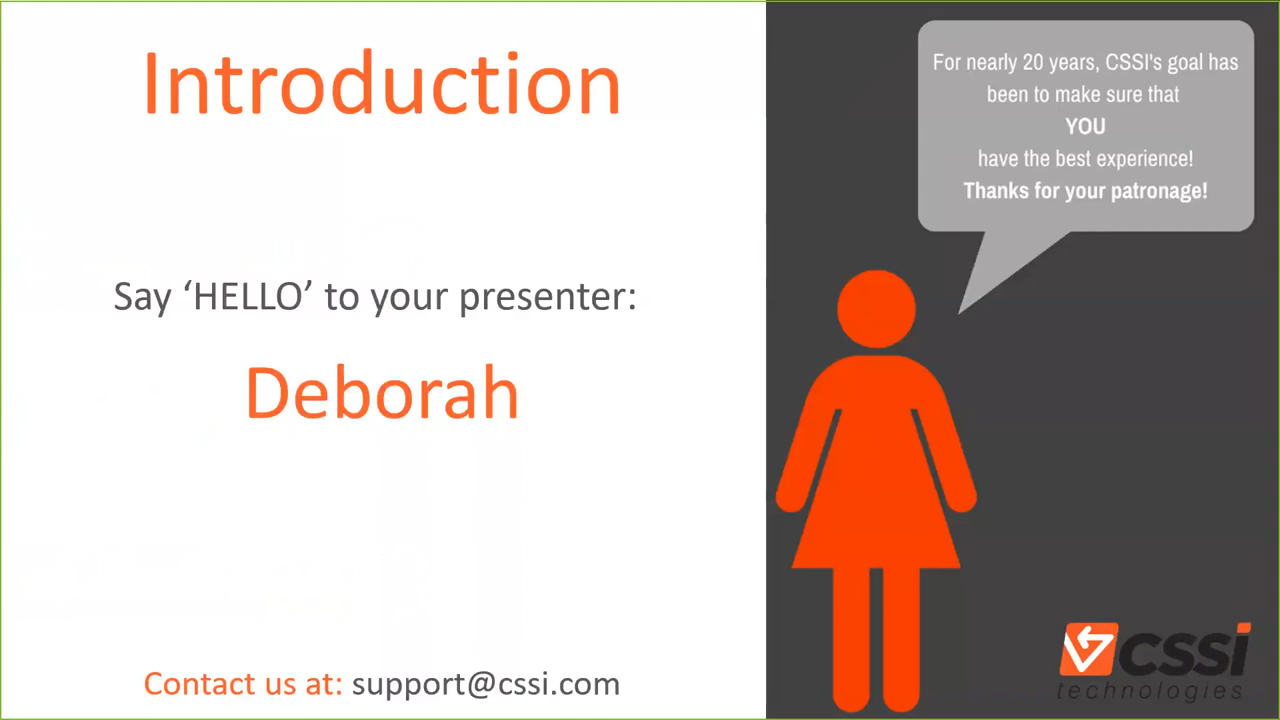 Introduction
Say ‘HELLO’ to your presenter:
Deborah
Contact us at: support@cssi.com
For nearly 20 years, CSSI's goal has
been to make sure that
YOU
have the best experience!
Thanks for your patronage!
cssi
technologies